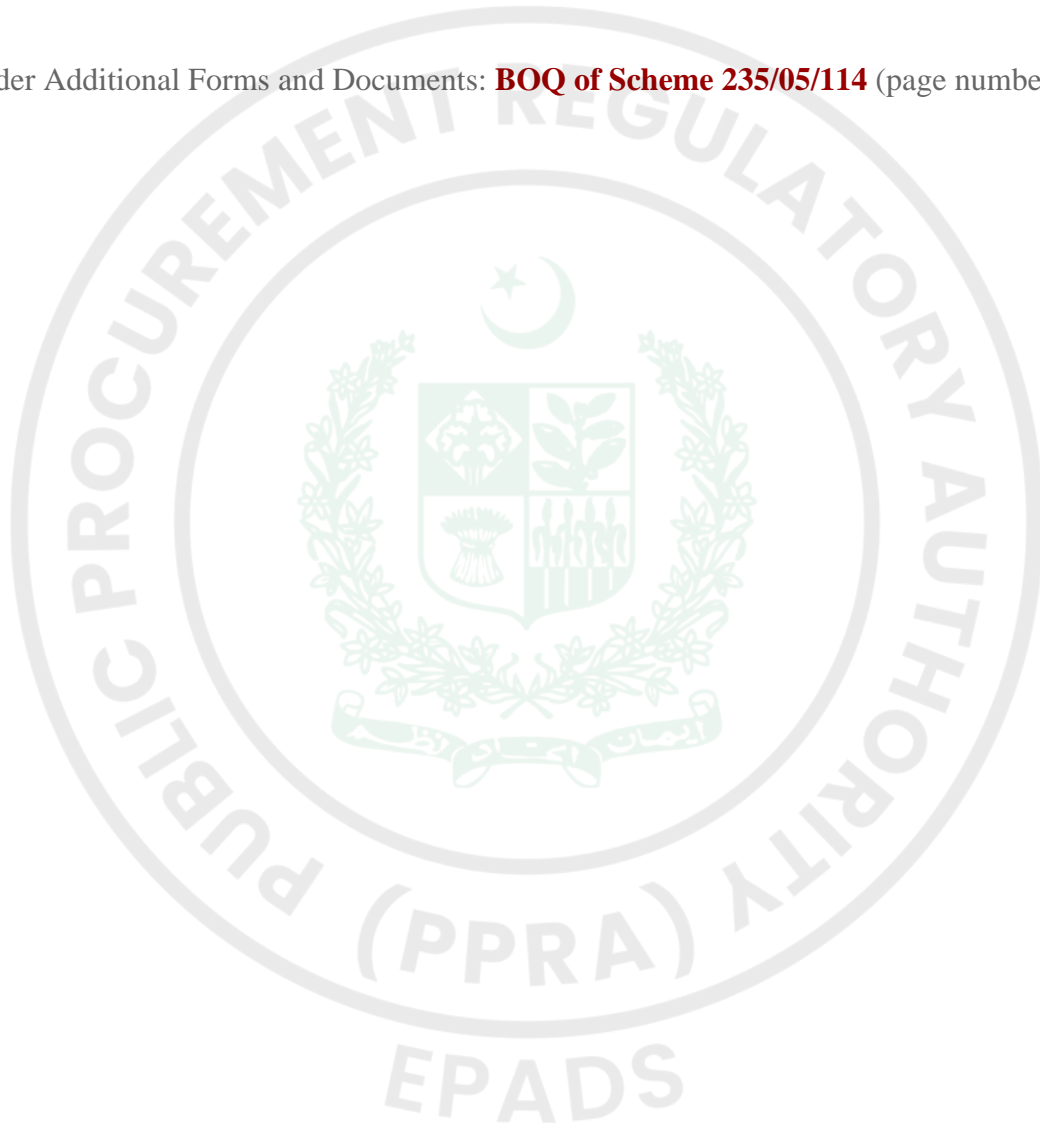 der Additional Forms and Documents: BOQ of Scheme 235/05/114 (page numbe
PUBLIC PROCUREMENT REGULATORY AUTHORITY
(PPRA)
EPADS